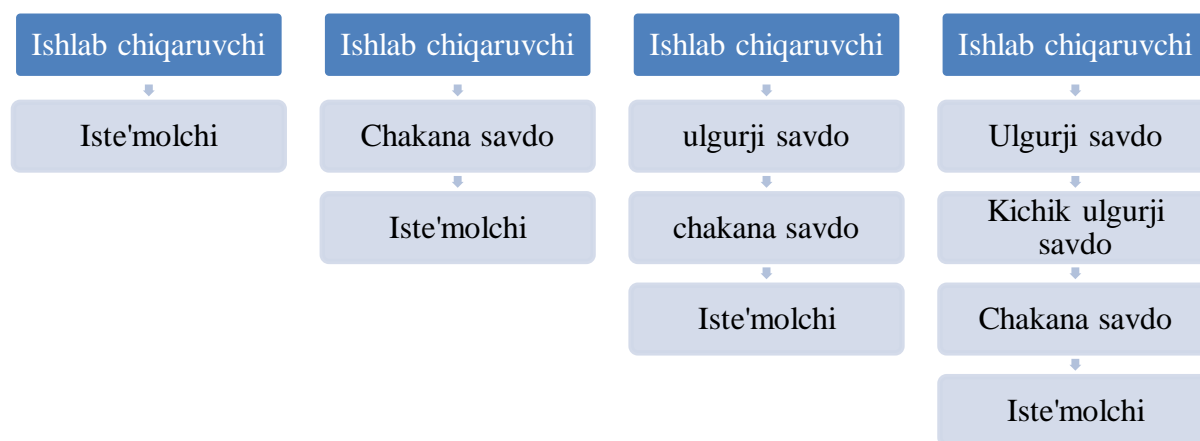 Ishlab chiqaruvchi
Iste'molchi
Ishlab chiqaruvchi
Chakana savdo
Iste'molchi
Ishlab chiqaruvchi
ulgurji savdo
chakana savdo
Iste'molchi
Ishlab chiqaruvchi
Ulgurji savdo
Kichik ulgurji
savdo
Chakana savdo
Iste'molchi